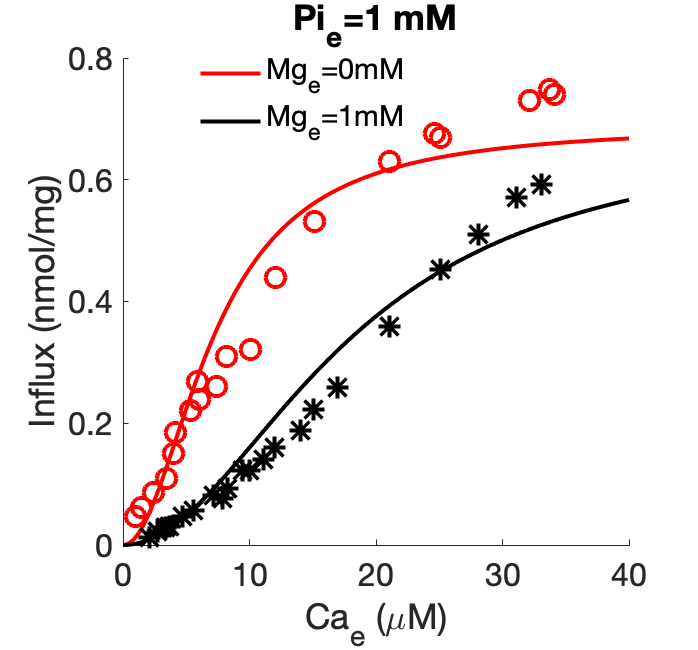 Pie=1 mM
Mge=0mM
Mge=1mM
Influx (nmol/mg)
0.8
0.6
0.4
0.2
0
0 10 20 30 40
Cae (μM)